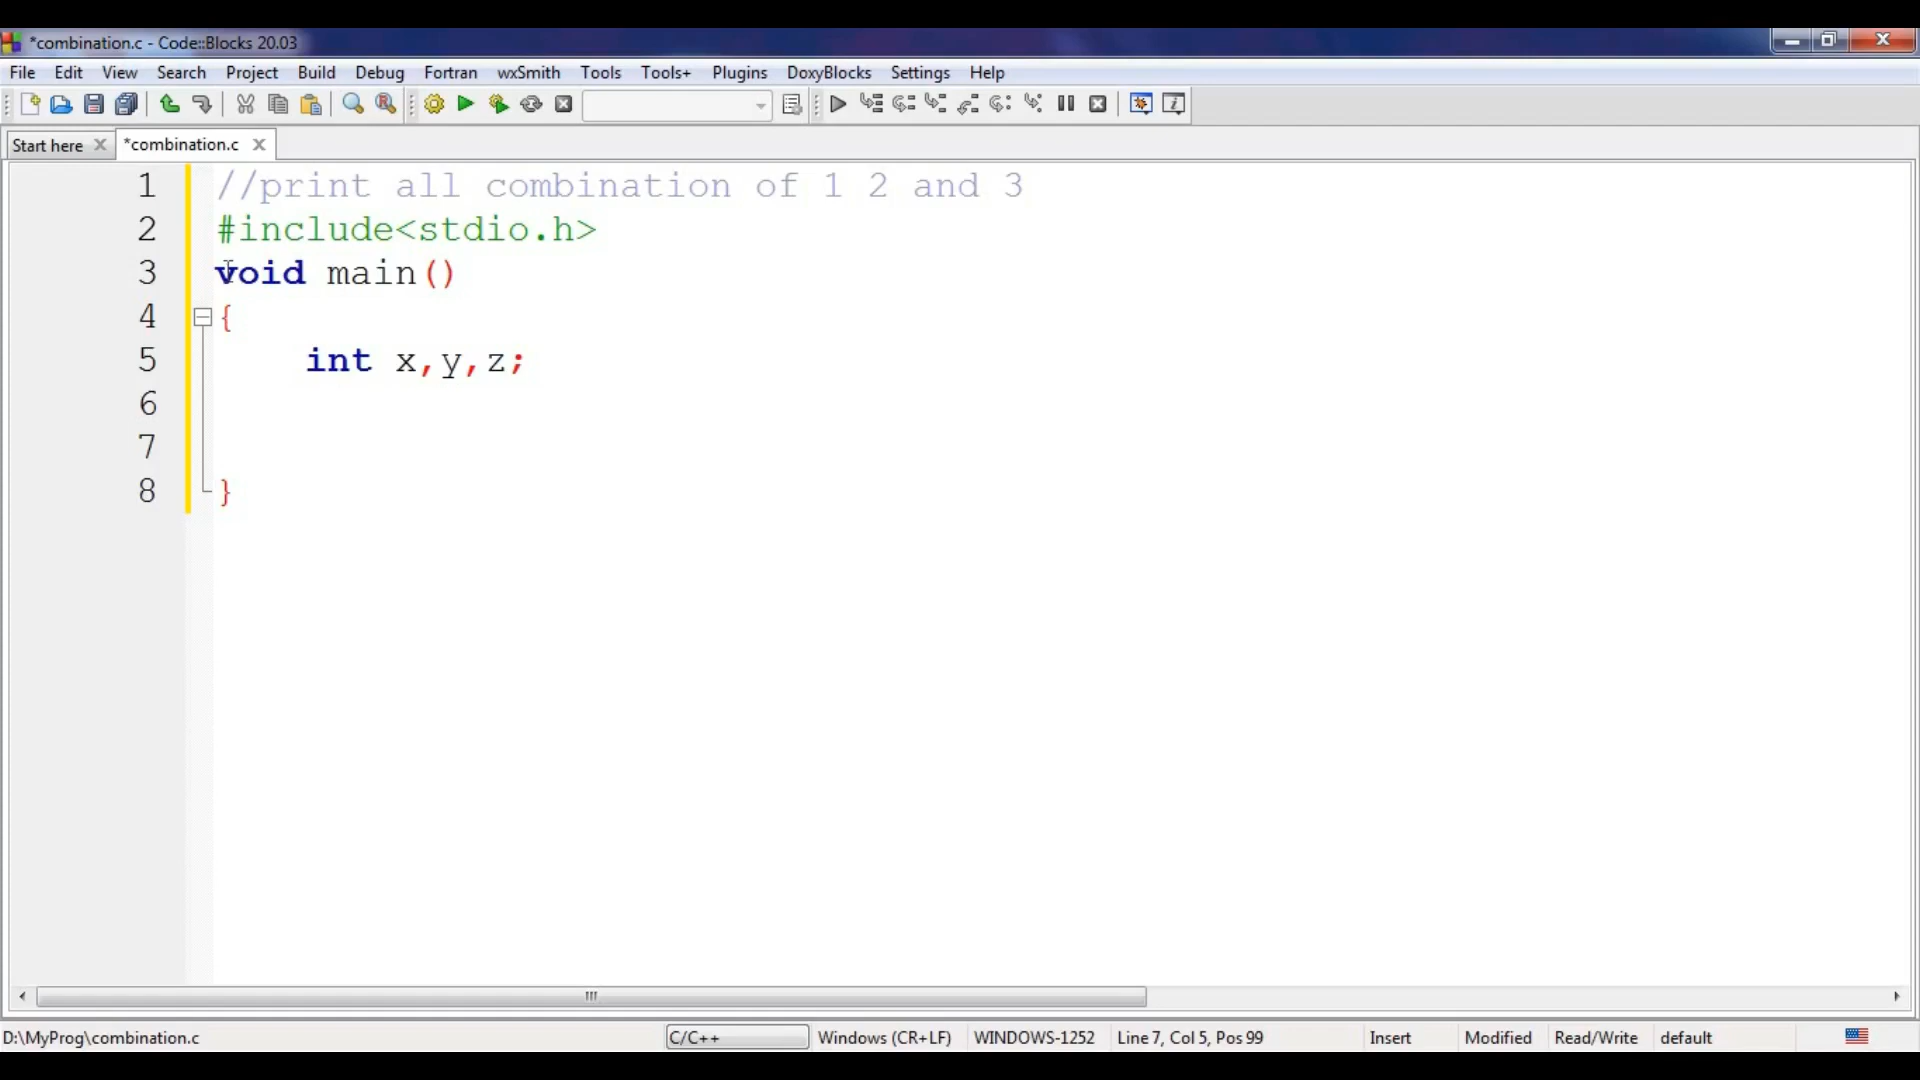 *combination.c - Code::Blocks 20.03
File Edit View Search Project Build Debug Fortran wxSmith Tools Tools+ Plugins DoxyBlocks Settings Help
Start here *combination.c
1 //print all combination of 1 2 and 3
2 #include<stdio.h>
3 void main()
4 {
5 int x,y,z;
6
7
8 }
D:\MyProg\combination.c C/C++ Windows (CR+LF) WINDOWS-1252 Line 7, Col 5, Pos 99 Insert Modified Read/Write default